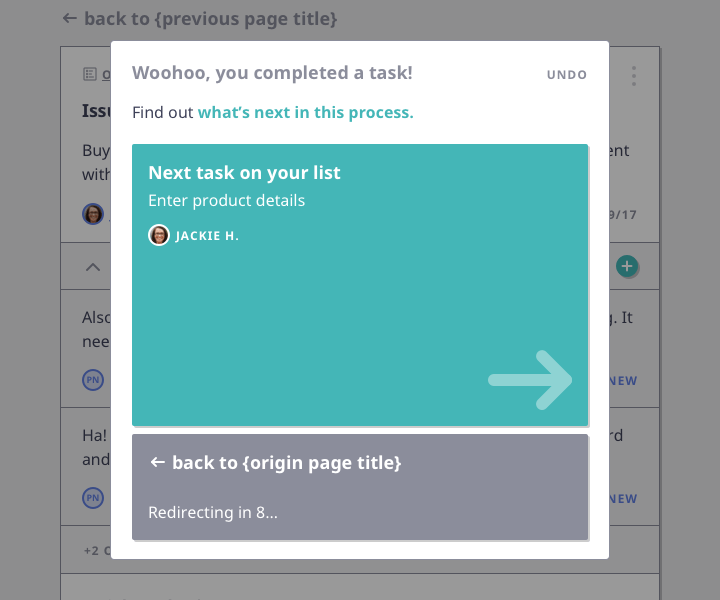 ← back to {previous page title}
Woohoo, you completed a task!
UNDO
Find out what's next in this process.
Buy
ent
with
Next task on your list
Enter product details
JACKIE H.
9/17
Also
g. It
nee
PN
NEW
Ha!
rd
and
PN
NEW
← back to {origin page title}
Redirecting in 8...
+2